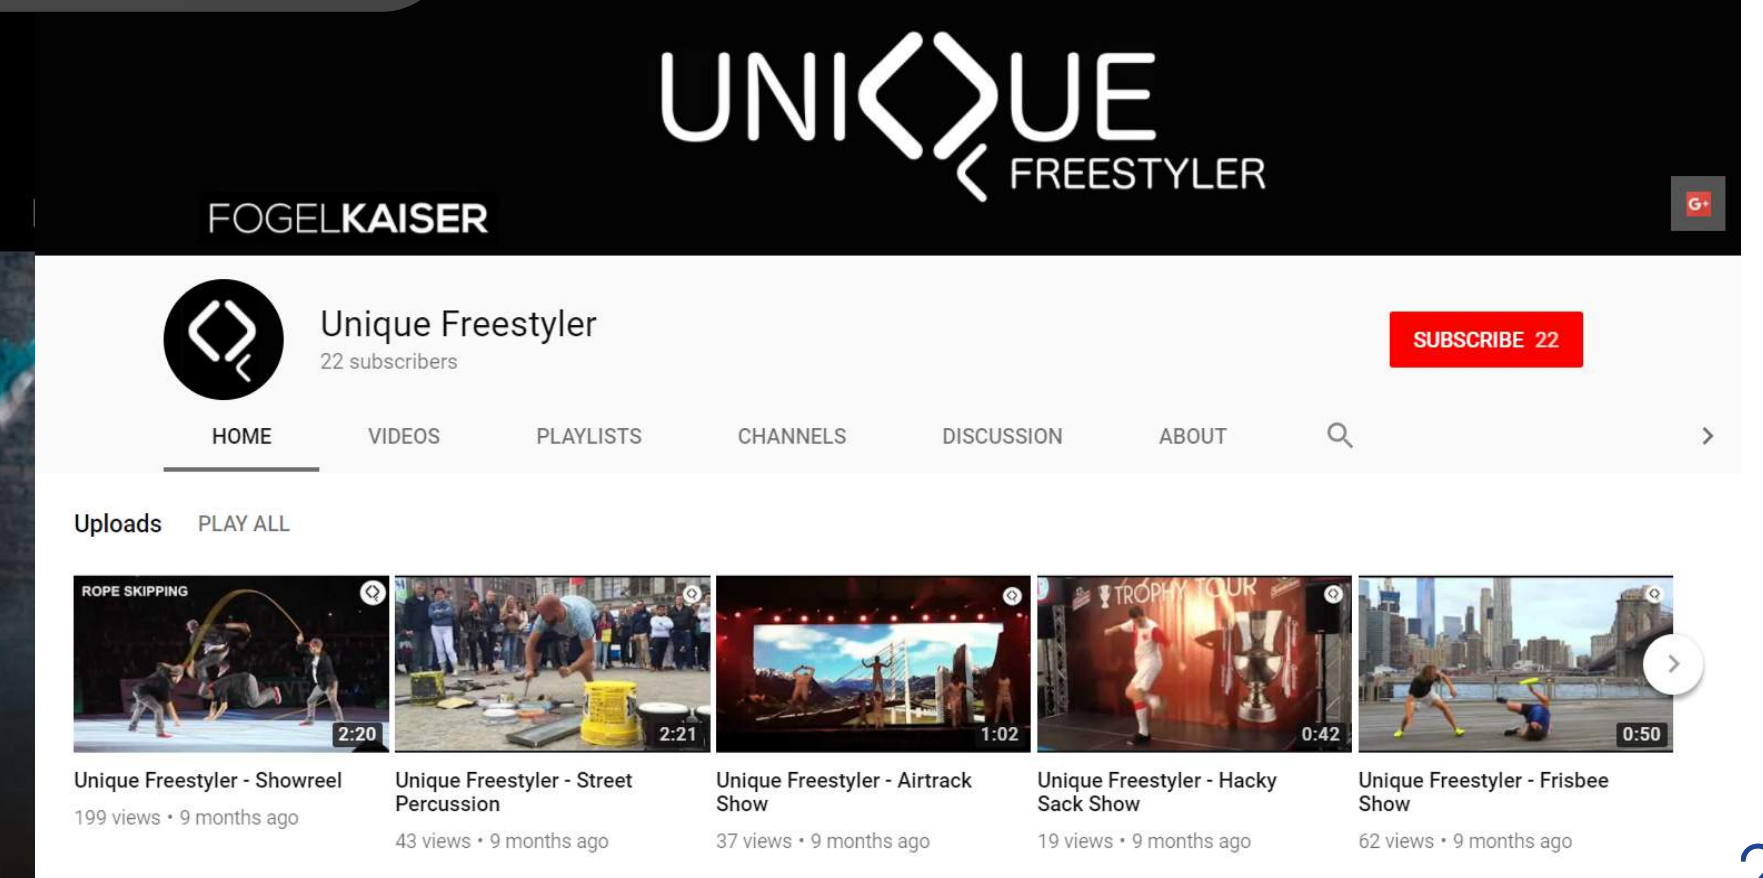 UNIQUE
FREESTYLER
FOGELKAISER
G+
Unique Freestyler
22 subscribers
SUBSCRIBE 22
HOME VIDEOS PLAYLISTS CHANNELS DISCUSSION ABOUT
Uploads PLAY ALL
ROPE SKIPPING
TROPHY TOUR
2:20
2:21
1:02
0:42
0:50
Unique Freestyler - Showreel
199 views • 9 months ago
Unique Freestyler - Street
Percussion
43 views • 9 months ago
Unique Freestyler - Airtrack
Show
37 views • 9 months ago
Unique Freestyler - Hacky
Sack Show
19 views • 9 months ago
Unique Freestyler - Frisbee
Show
62 views • 9 months ago